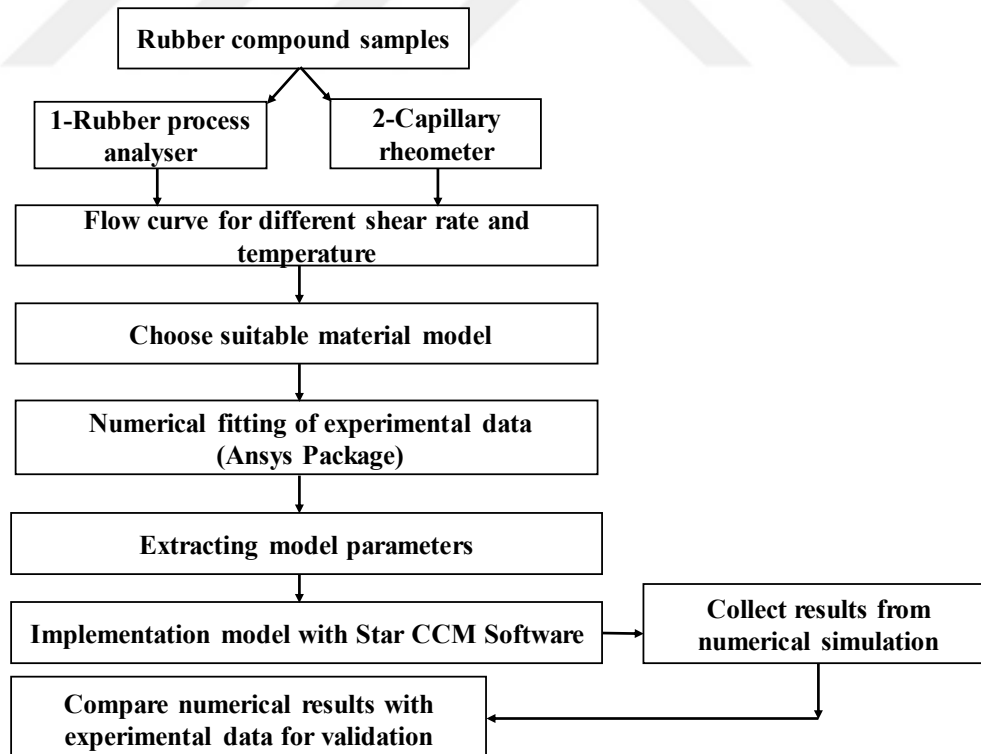 Rubber compound samples
1-Rubber process
analyser
2-Capillary
rheometer
Flow curve for different shear rate and
temperature
Choose suitable material model
Numerical fitting of experimental data
(Ansys Package)
Extracting model parameters
Implementation model with Star CCM Software
Collect results from
numerical simulation
Compare numerical results with
experimental data for validation